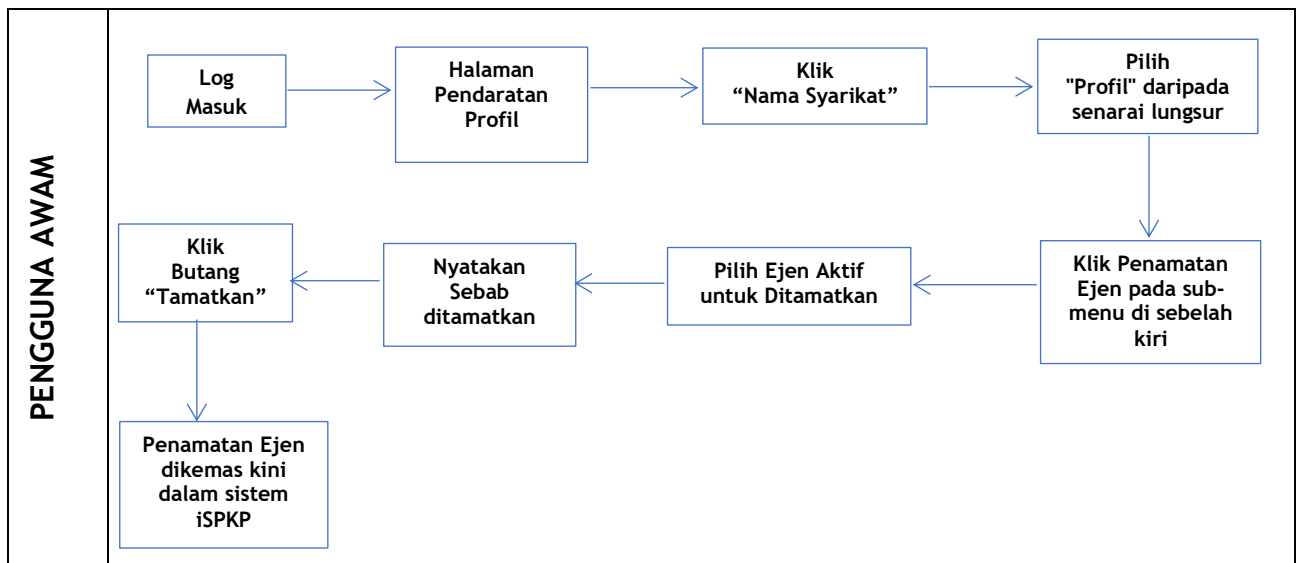 PENGGUNA AWAM
Log
Masuk
Halaman
Pendaratan
Profil
Klik
“Nama Syarikat”
Pilih
"Profil" daripada
senarai lungsur
Klik Penamatan
Ejen pada sub-
menu di sebelah
kiri
Pilih Ejen Aktif
untuk Ditamatkan
Nyatakan
Sebab
ditamatkan
Klik
Butang
“Tamatkan”
Penamatan Ejen
dikemas kini
dalam sistem
iSPKP